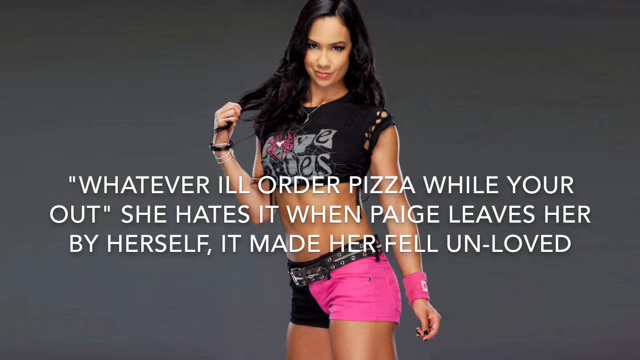 "WHATEVER ILL ORDER PIZZA WHILE YOUR
OUT" SHE HATES IT WHEN PAIGE LEAVES HER
BY HERSELF, IT MADE HER FELL UN-LOVED